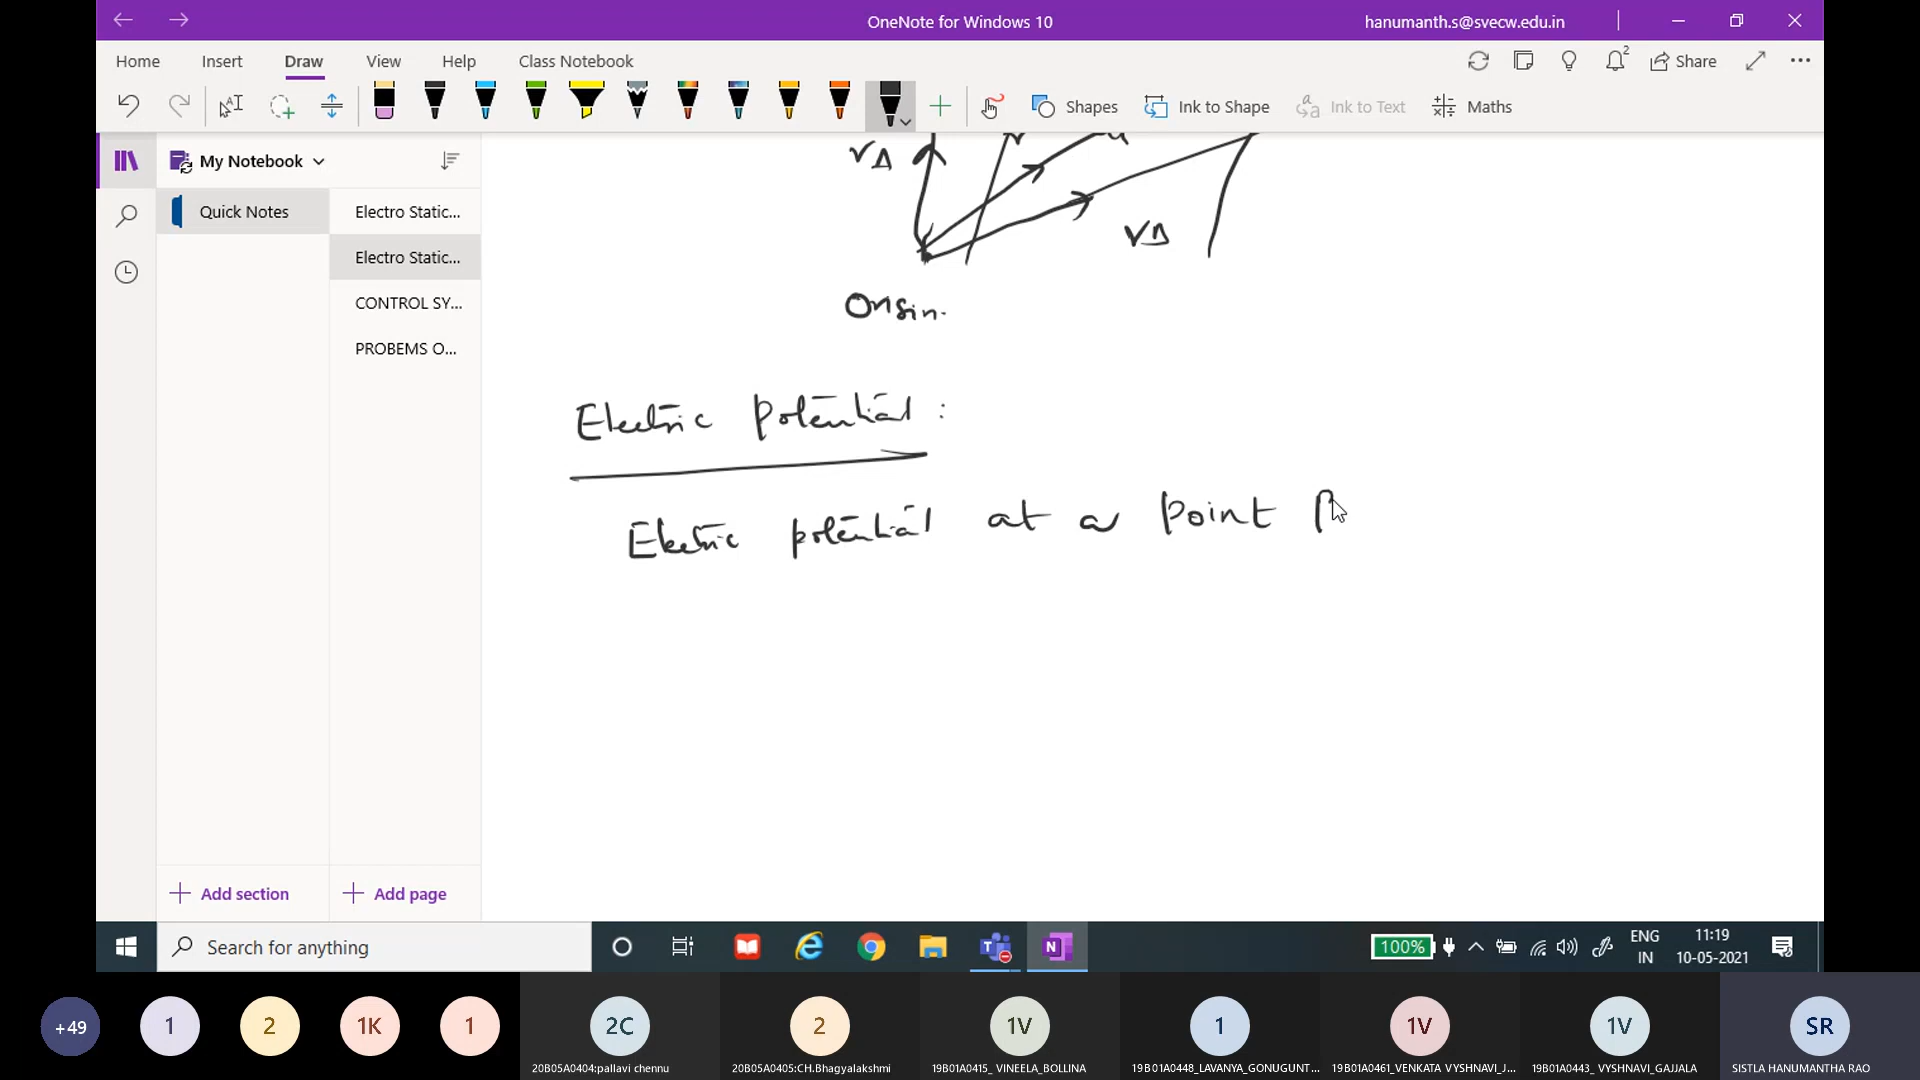 OneNote for Windows 10
hanumanth.s@svecw.edu.in
Home Insert Draw View Help Class Notebook
2
Share
Shapes Ink to Shape Ink to Text Maths
My Notebook
Quick Notes
Electro Static...
Electro Static...
CONTROL SY...
PROBEMS O...
Electric Potential :
Electric potential at a point
Add section
Add page
Search for anything
100%
ENG
IN
11:19
10-05-2021
+49
1
2
1K
1
2C
20B05A0404:pallavi chennu
2
20B05A0405:CH.Bhagyalakshmi
1V
19B01A0415_ VINEELA_BOLLINA
1
19B01A0448_LAVANYA_GONUGUNT...
1V
19B01A0461_VENKATA VYSHNAVI_J...
1V
19B01A0443_ VYSHNAVI_GAJJALA
SR
SISTLA HANUMANTHA RAO